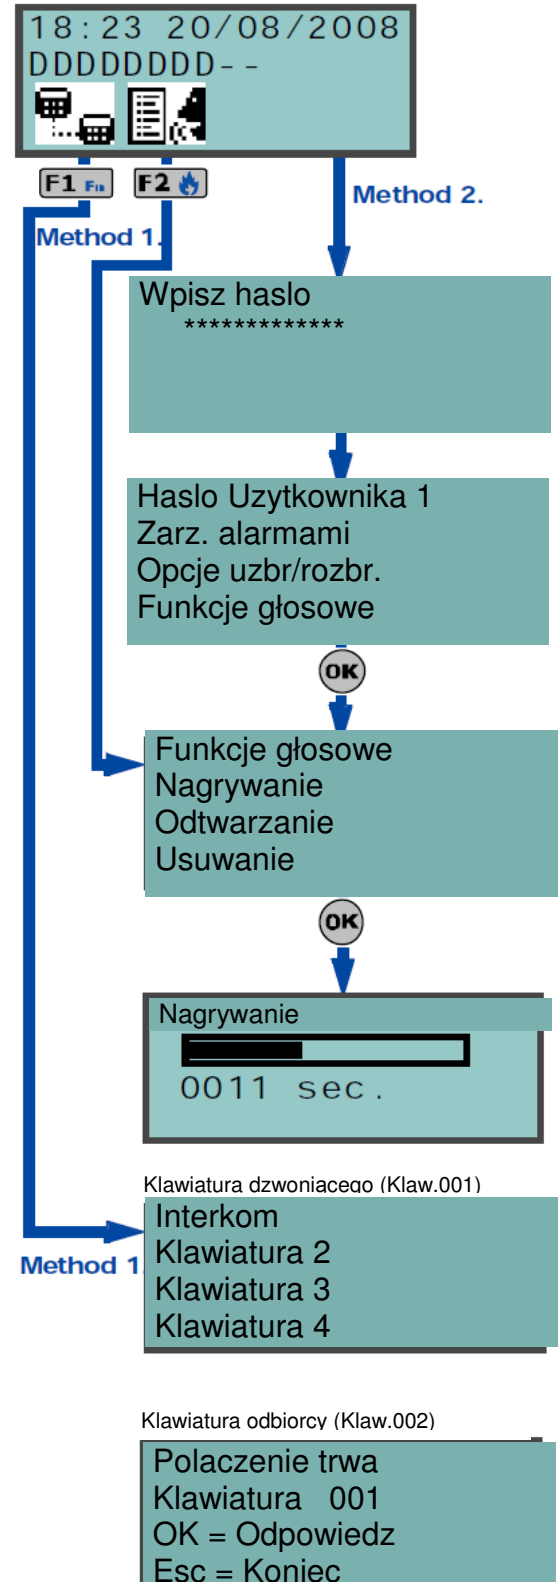 18:23 20/08/2008
DDDDDDDD--
F1 Fn F2
Method 2.
Method 1.
Wpisz haslo
*************
Haslo Uzytkownika 1
Zarz. alarmami
Opcje uzbr/rozbr.
Funkcje głosowe
OK
Funkcje głosowe
Nagrywanie
Odtwarzanie
Usuwanie
OK
Nagrywanie
0011 sec.
Klawiatura dzwoniącego (Klaw.001)
Interkom
Klawiatura 2
Method 1.
Klawiatura 3
Klawiatura 4
Klawiatura odbiorcy (Klaw.002)
Polaczenie trwa
Klawiatura 001
OK = Odpowiedz
Esc = Koniec